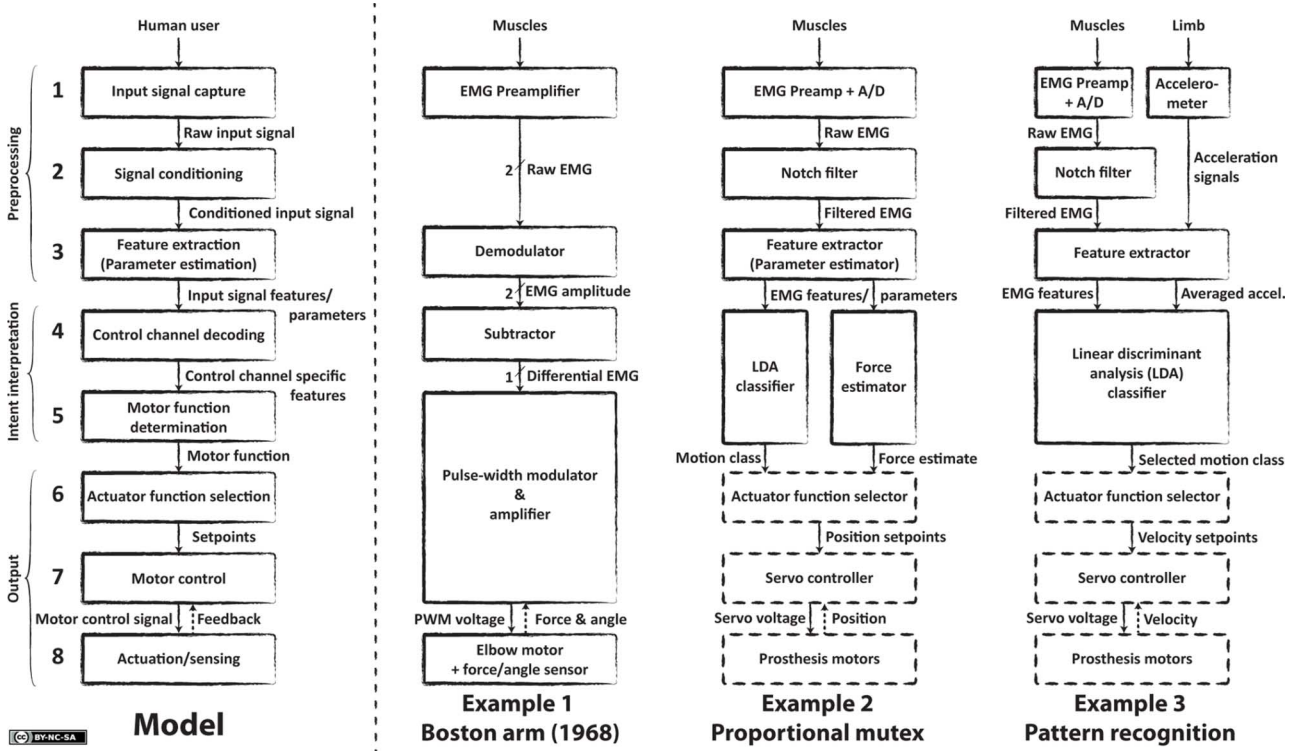 Human user
Preprocessing
1
Input signal capture
Raw input signal
2
Signal conditioning
Conditioned input signal
3
Feature extraction
(Parameter estimation)
Input signal features/
parameters
Intent interpretation
4
Control channel decoding
Control channel specific
features
5
Motor function
determination
Motor function
Output
6
Actuator function selection
Setpoints
7
Motor control
Motor control signal
Feedback
8
Actuation/sensing
Model
Muscles
EMG Preamplifier
2 Raw EMG
Demodulator
2 EMG amplitude
Subtractor
1 Differential EMG
Pulse-width modulator
&
amplifier
PWM voltage
Force & angle
Elbow motor
+ force/angle sensor
Example 1
Boston arm (1968)
Muscles
EMG Preamp + A/D
Raw EMG
Notch filter
Filtered EMG
Feature extractor
(Parameter estimator)
EMG features/ parameters
LDA
classifier
Force
estimator
Motion class
Force estimate
Actuator function selector
Position setpoints
Servo controller
Servo voltage
Position
Prosthesis motors
Example 2
Proportional mutex
Muscles
Limb
EMG Preamp
+ A/D
Accelero-
meter
Raw EMG
Notch filter
Acceleration
signals
Filtered EMG
Feature extractor
EMG features
Averaged accel.
Linear discriminant
analysis (LDA)
classifier
Selected motion class
Actuator function selector
Velocity setpoints
Servo controller
Servo voltage
Velocity
Prosthesis motors
Example 3
Pattern recognition
cc BY-NC-SA